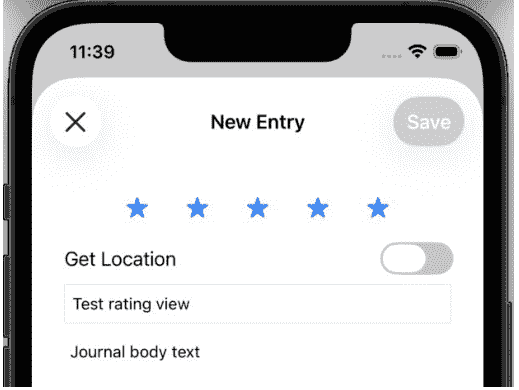 11:39
New Entry
Save
Get Location
Test rating view
Journal body text